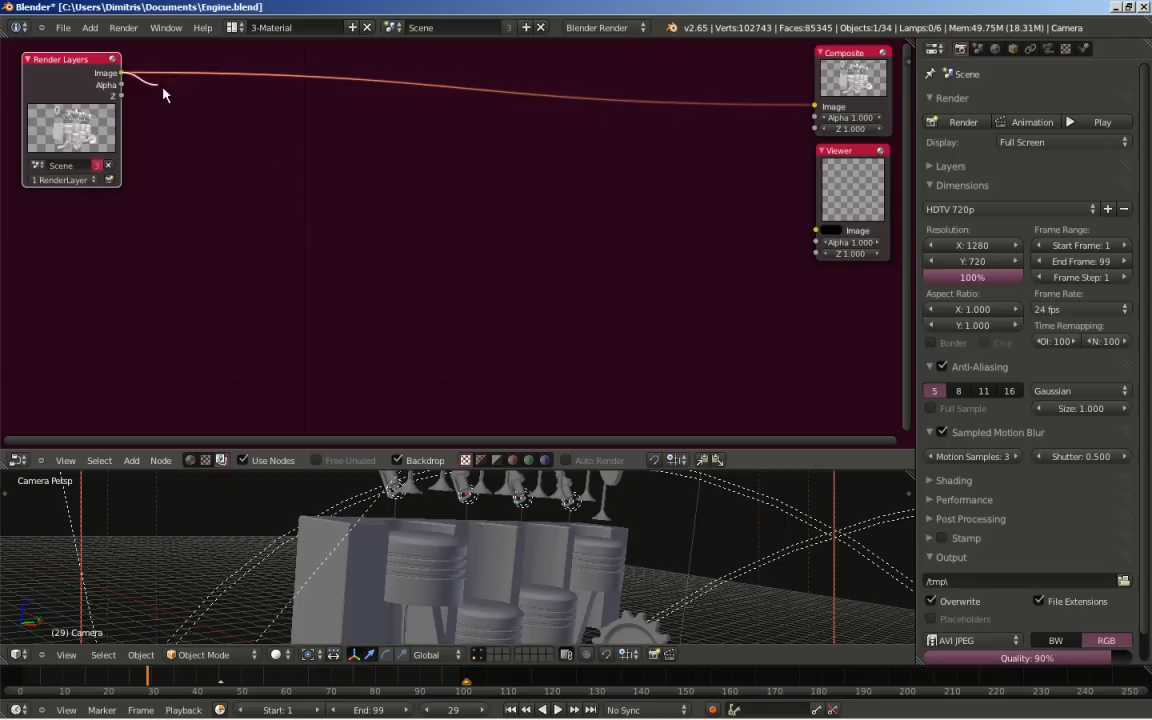 Blender* [C:\Users\Dimitris\Documents\Engine.blend]
File Add Render Window Help 3-Material Scene 3 Blender Render v2.65 | Verts:102743 | Faces:85345 | Objects:1/34 | Lamps:0/6 | Mem:49.75M (18.31M) | Camera
Render Layers
Image
Alpha
Z
Scene 3
1 RenderLayer
Composite
Image
Alpha 1.000
Z 1.000
Viewer
Image
Alpha 1.000
Z 1.000
Scene
Render
Render Animation Play
Display: Full Screen
Layers
Dimensions
HDTV 720p
Resolution: Frame Range:
X: 1280 Start Frame: 1
Y: 720 End Frame: 99
100% Frame Step: 1
Aspect Ratio: Frame Rate:
X: 1.000 24 fps
Y: 1.000 Time Remapping:
Border Crop Ol: 100 N: 100
Anti-Aliasing
5 8 11 16 Gaussian
Full Sample Size: 1.000
Sampled Motion Blur
Motion Samples: 3 Shutter: 0.500
Shading
Performance
Post Processing
Stamp
Output
/tmp\
Overwrite File Extensions
Placeholders
AVI JPEG BW RGB
Quality: 90%
View Select Add Node Use Nodes Free Unused Backdrop Auto Render
Camera Persp
(29) Camera
View Select Object Object Mode Global
0 10 20 30 40 50 60 70 80 90 100 110 120 130 140 150 160 170 180 190 200 210 220 230 240 250
View Marker Frame Playback Start: 1 End: 99 29 No Sync